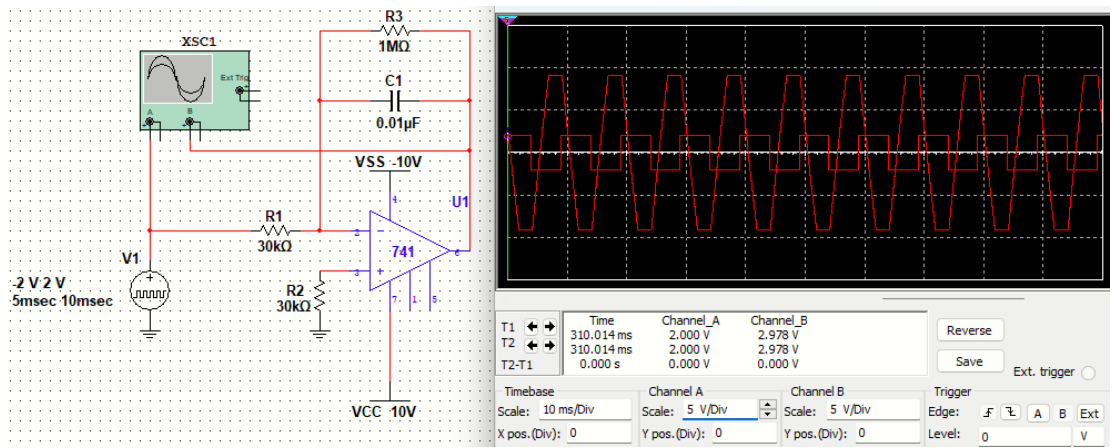 R3
1MΩ
XSC1
Ext Trig
+
C1
A
B
+
+
0.01µF
VSS -10V
4
U1
R1
2
741
6
30kΩ
V1
3
-2 V 2 V
5msec 10msec
R2
30kΩ
7
1
5
VCC 10V
T1
T2
T2-T1
Time Channel_A Channel_B
310.014 ms 2.000 V 2.978 V
310.014 ms 2.000 V 2.978 V
0.000 s 0.000 V 0.000 V
Reverse
Save
Ext. trigger
Timebase
Scale: 10 ms/Div
X pos.(Div): 0
Channel A
Scale: 5 V/Div
Y pos.(Div): 0
Channel B
Scale: 5 V/Div
Y pos.(Div): 0
Trigger
Edge: A B Ext
Level: 0 V